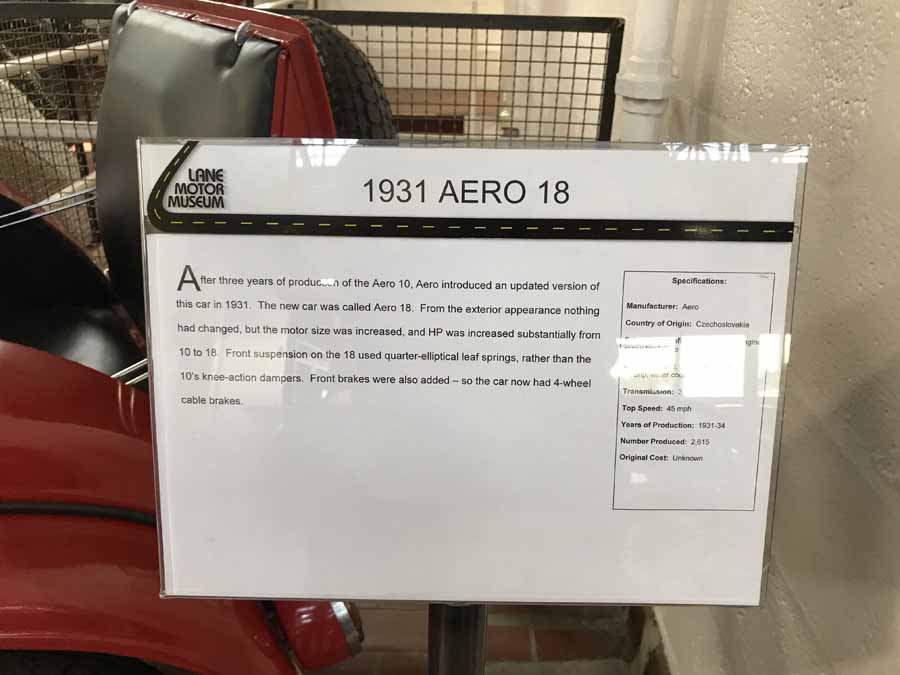 LANE
MOTOR
MUSEUM
1931 AERO 18
After three years of production of the Aero 10, Aero introduced an updated version of
this car in 1931. The new car was called Aero 18. From the exterior appearance nothing
had changed, but the motor size was increased, and HP was increased substantially from
10 to 18. Front suspension on the 18 used quarter-elliptical leaf springs, rather than the
10's knee-action dampers. Front brakes were also added – so the car now had 4-wheel
cable brakes.
Specifications:
Manufacturer: Aero
Country of Origin: Czechoslovakia
Transmission:
Top Speed: 45 mph
Years of Production: 1931-34
Number Produced: 2,615
Original Cost: Unknown